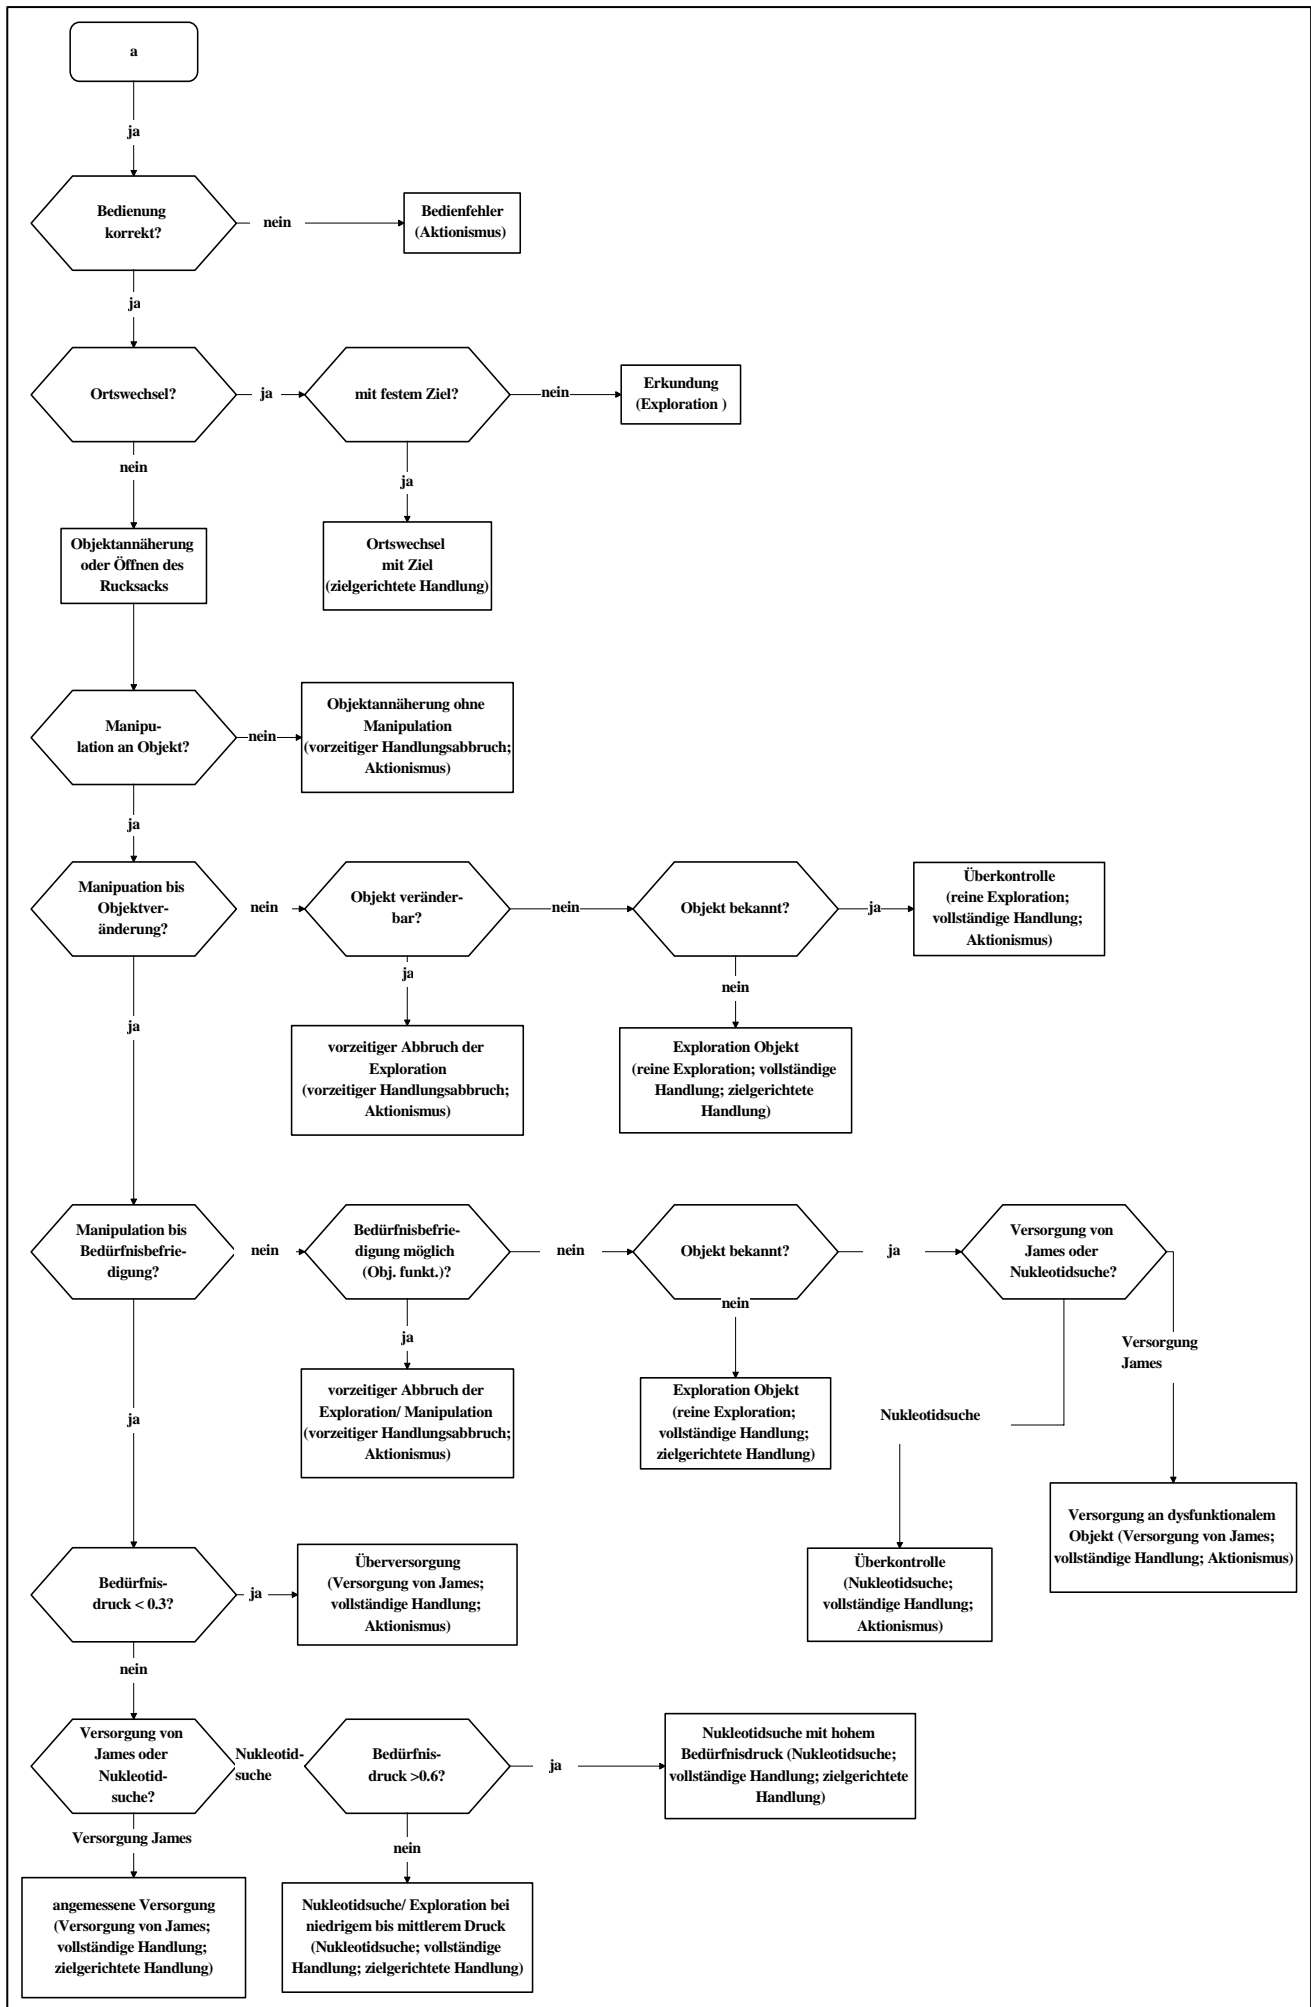 a
ja
Bedienung
korrekt?
nein
Bedienfehler
(Aktionismus)
ja
Ortswechsel?
ja
mit festem Ziel?
nein
Erkundung
(Exploration )
nein
ja
Objektannäherung
oder Öffnen des
Rucksacks
Ortswechsel
mit Ziel
(zielgerichtete Handlung)
Manipu-
lation an Objekt?
nein
Objektannäherung ohne
Manipulation
(vorzeitiger Handlungsabbruch;
Aktionismus)
ja
Manipuation bis
Objektver-
änderung?
nein
Objekt veränder-
bar?
nein
Objekt bekannt?
ja
Überkontrolle
(reine Exploration;
vollständige Handlung;
Aktionismus)
ja
nein
ja
vorzeitiger Abbruch der
Exploration
(vorzeitiger Handlungsabbruch;
Aktionismus)
Exploration Objekt
(reine Exploration; vollständige
Handlung; zielgerichtete
Handlung)
Manipulation bis
Bedürfnisbefrie-
digung?
nein
Bedürfnisbefrie-
digung möglich
(Obj. funkt.)?
nein
Objekt bekannt?
ja
Versorgung von
James oder
Nukleotidsuche?
nein
ja
Versorgung
James
vorzeitiger Abbruch der
Exploration/ Manipulation
(vorzeitiger Handlungsabbruch;
Aktionismus)
Exploration Objekt
(reine Exploration;
vollständige Handlung;
zielgerichtete Handlung)
Nukleotidsuche
ja
Versorgung an dysfunktionalem
Objekt (Versorgung von James;
vollständige Handlung; Aktionismus)
Bedürfnis-
druck < 0.3?
ja
Überversorgung
(Versorgung von James;
vollständige Handlung;
Aktionismus)
Überkontrolle
(Nukleotidsuche;
vollständige Handlung;
Aktionismus)
nein
Versorgung von
James oder
Nukleotid-
suche?
Nukleotid-
suche
Bedürfnis-
druck >0.6?
ja
Nukleotidsuche mit hohem
Bedürfnisdruck (Nukleotidsuche;
vollständige Handlung; zielgerichtete
Handlung)
Versorgung James
nein
angemessene Versorgung
(Versorgung von James;
vollständige Handlung;
zielgerichtete Handlung)
Nukleotidsuche/ Exploration bei
niedrigem bis mittlerem Druck
(Nukleotidsuche; vollständige
Handlung; zielgerichtete Handlung)